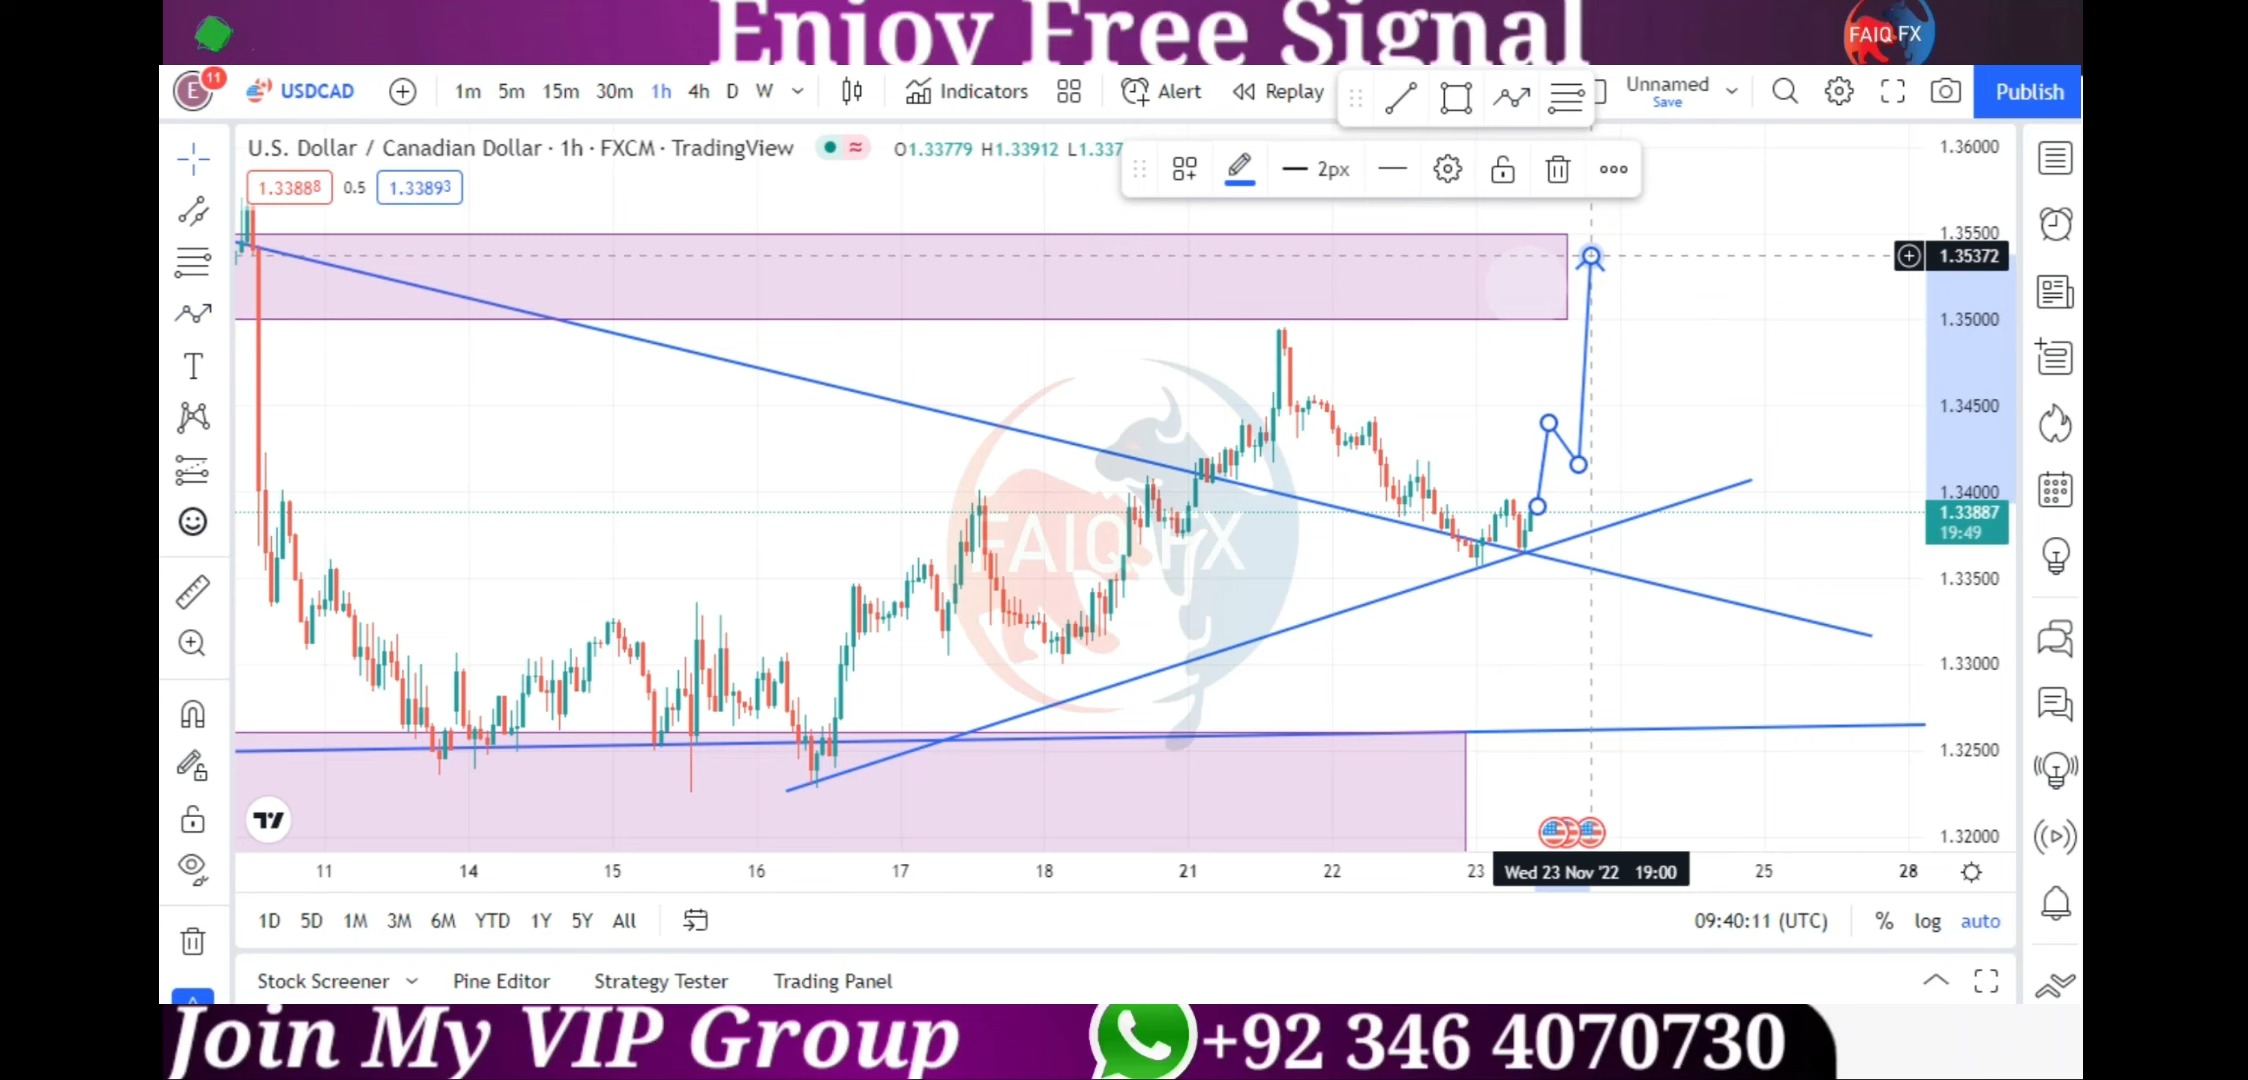 Enjoy Free Signal
FAIQ FX
E
11
USDCAD
1m 5m 15m 30m 1h 4h D W
Indicators
Alert
Replay
Unnamed
Save
Publish
U.S. Dollar / Canadian Dollar · 1h · FXCM · TradingView
O1.33779 H1.33912 L1.337
2px
1.33888 0.5 1.33893
1.36000
1.35500
1.35372
1.35000
1.34500
1.34000
1.33887
19:49
1.33500
1.33000
1.32500
1.32000
FAIQ FX
11 14 15 16 17 18 21 22 23 Wed 23 Nov '22 19:00 25 28
1D 5D 1M 3M 6M YTD 1Y 5Y All
09:40:11 (UTC) % log auto
Stock Screener Pine Editor Strategy Tester Trading Panel
Join My VIP Group +92 346 4070730